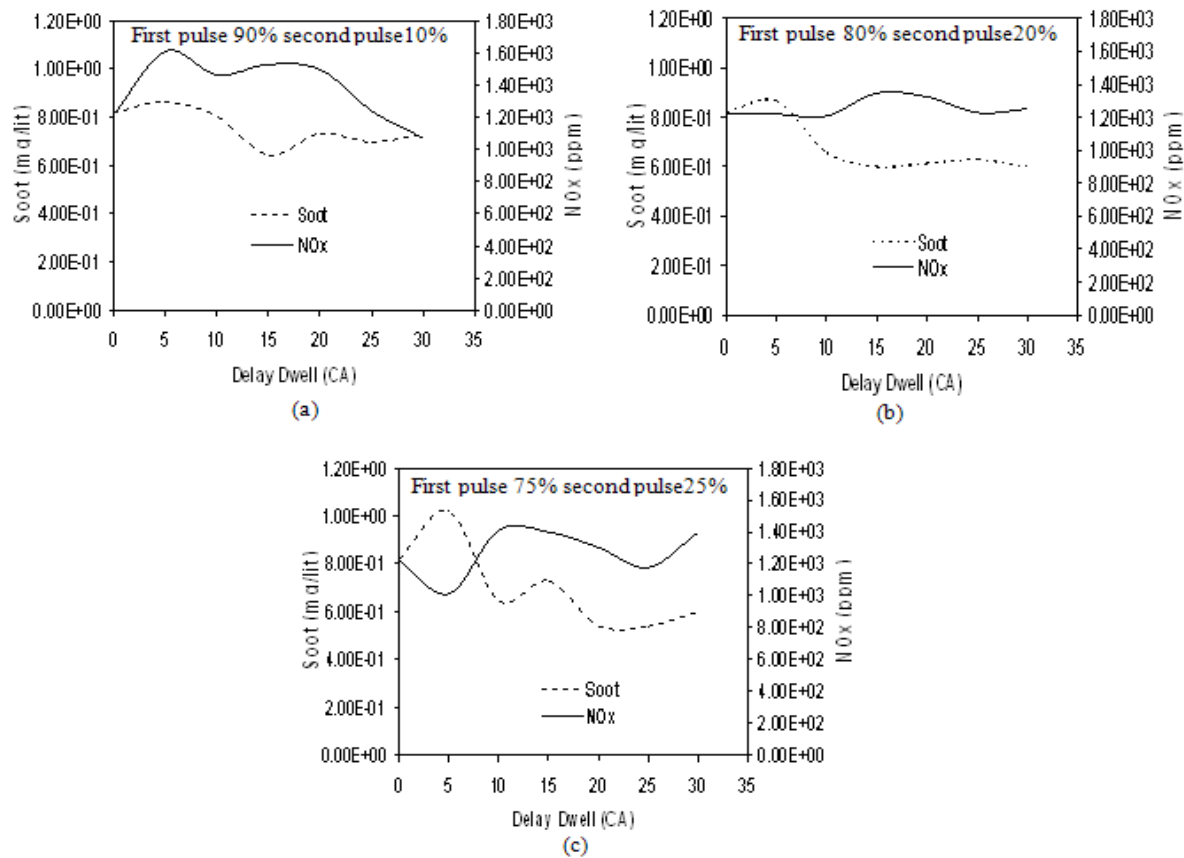 First pulse 90% second pulse10%
1.20E+00
1.00E+00
8.00E-01
6.00E-01
4.00E-01
2.00E-01
0.00E+00
Soot (mg/lit)
1.80E+03
1.60E+03
1.40E+03
1.20E+03
1.00E+03
8.00E+02
6.00E+02
4.00E+02
2.00E+02
0.00E+00
NOx (ppm)
Soot
NOx
0 5 10 15 20 25 30 35
Delay Dwell (CA)
(a)
First pulse 80% second pulse20%
1.20E+00
1.00E+00
8.00E-01
6.00E-01
4.00E-01
2.00E-01
0.00E+00
Soot (mg/lit)
1.80E+03
1.60E+03
1.40E+03
1.20E+03
1.00E+03
8.00E+02
6.00E+02
4.00E+02
2.00E+02
0.00E+00
NOx (ppm)
Soot
NOx
0 5 10 15 20 25 30 35
Delay Dwell (CA)
(b)
First pulse 75% second pulse25%
1.20E+00
1.00E+00
8.00E-01
6.00E-01
4.00E-01
2.00E-01
0.00E+00
Soot (mg/lit)
1.80E+03
1.60E+03
1.40E+03
1.20E+03
1.00E+03
8.00E+02
6.00E+02
4.00E+02
2.00E+02
0.00E+00
NOx (ppm)
Soot
NOx
0 5 10 15 20 25 30 35
Delay Dwell (CA)
(c)